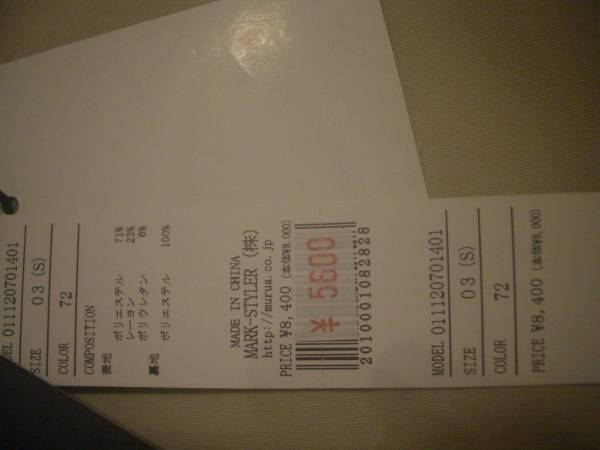 MODEL 011120701401
SIZE 03(S)
COLOR 72
COMPOSITION
表地
ポリエステル 71%
レーヨン 23%
ポリウレタン 6%
裏地
ポリエステル 100%
MADE IN CHINA
MARK-STYLER (株)
http://murua.co.jp
PRICE ¥8,400 (本体¥8,000)
¥ 5600
2010001082828
MODEL 011120701401
SIZE 03(S)
COLOR 72
PRICE ¥8,400 (本体¥8,000)